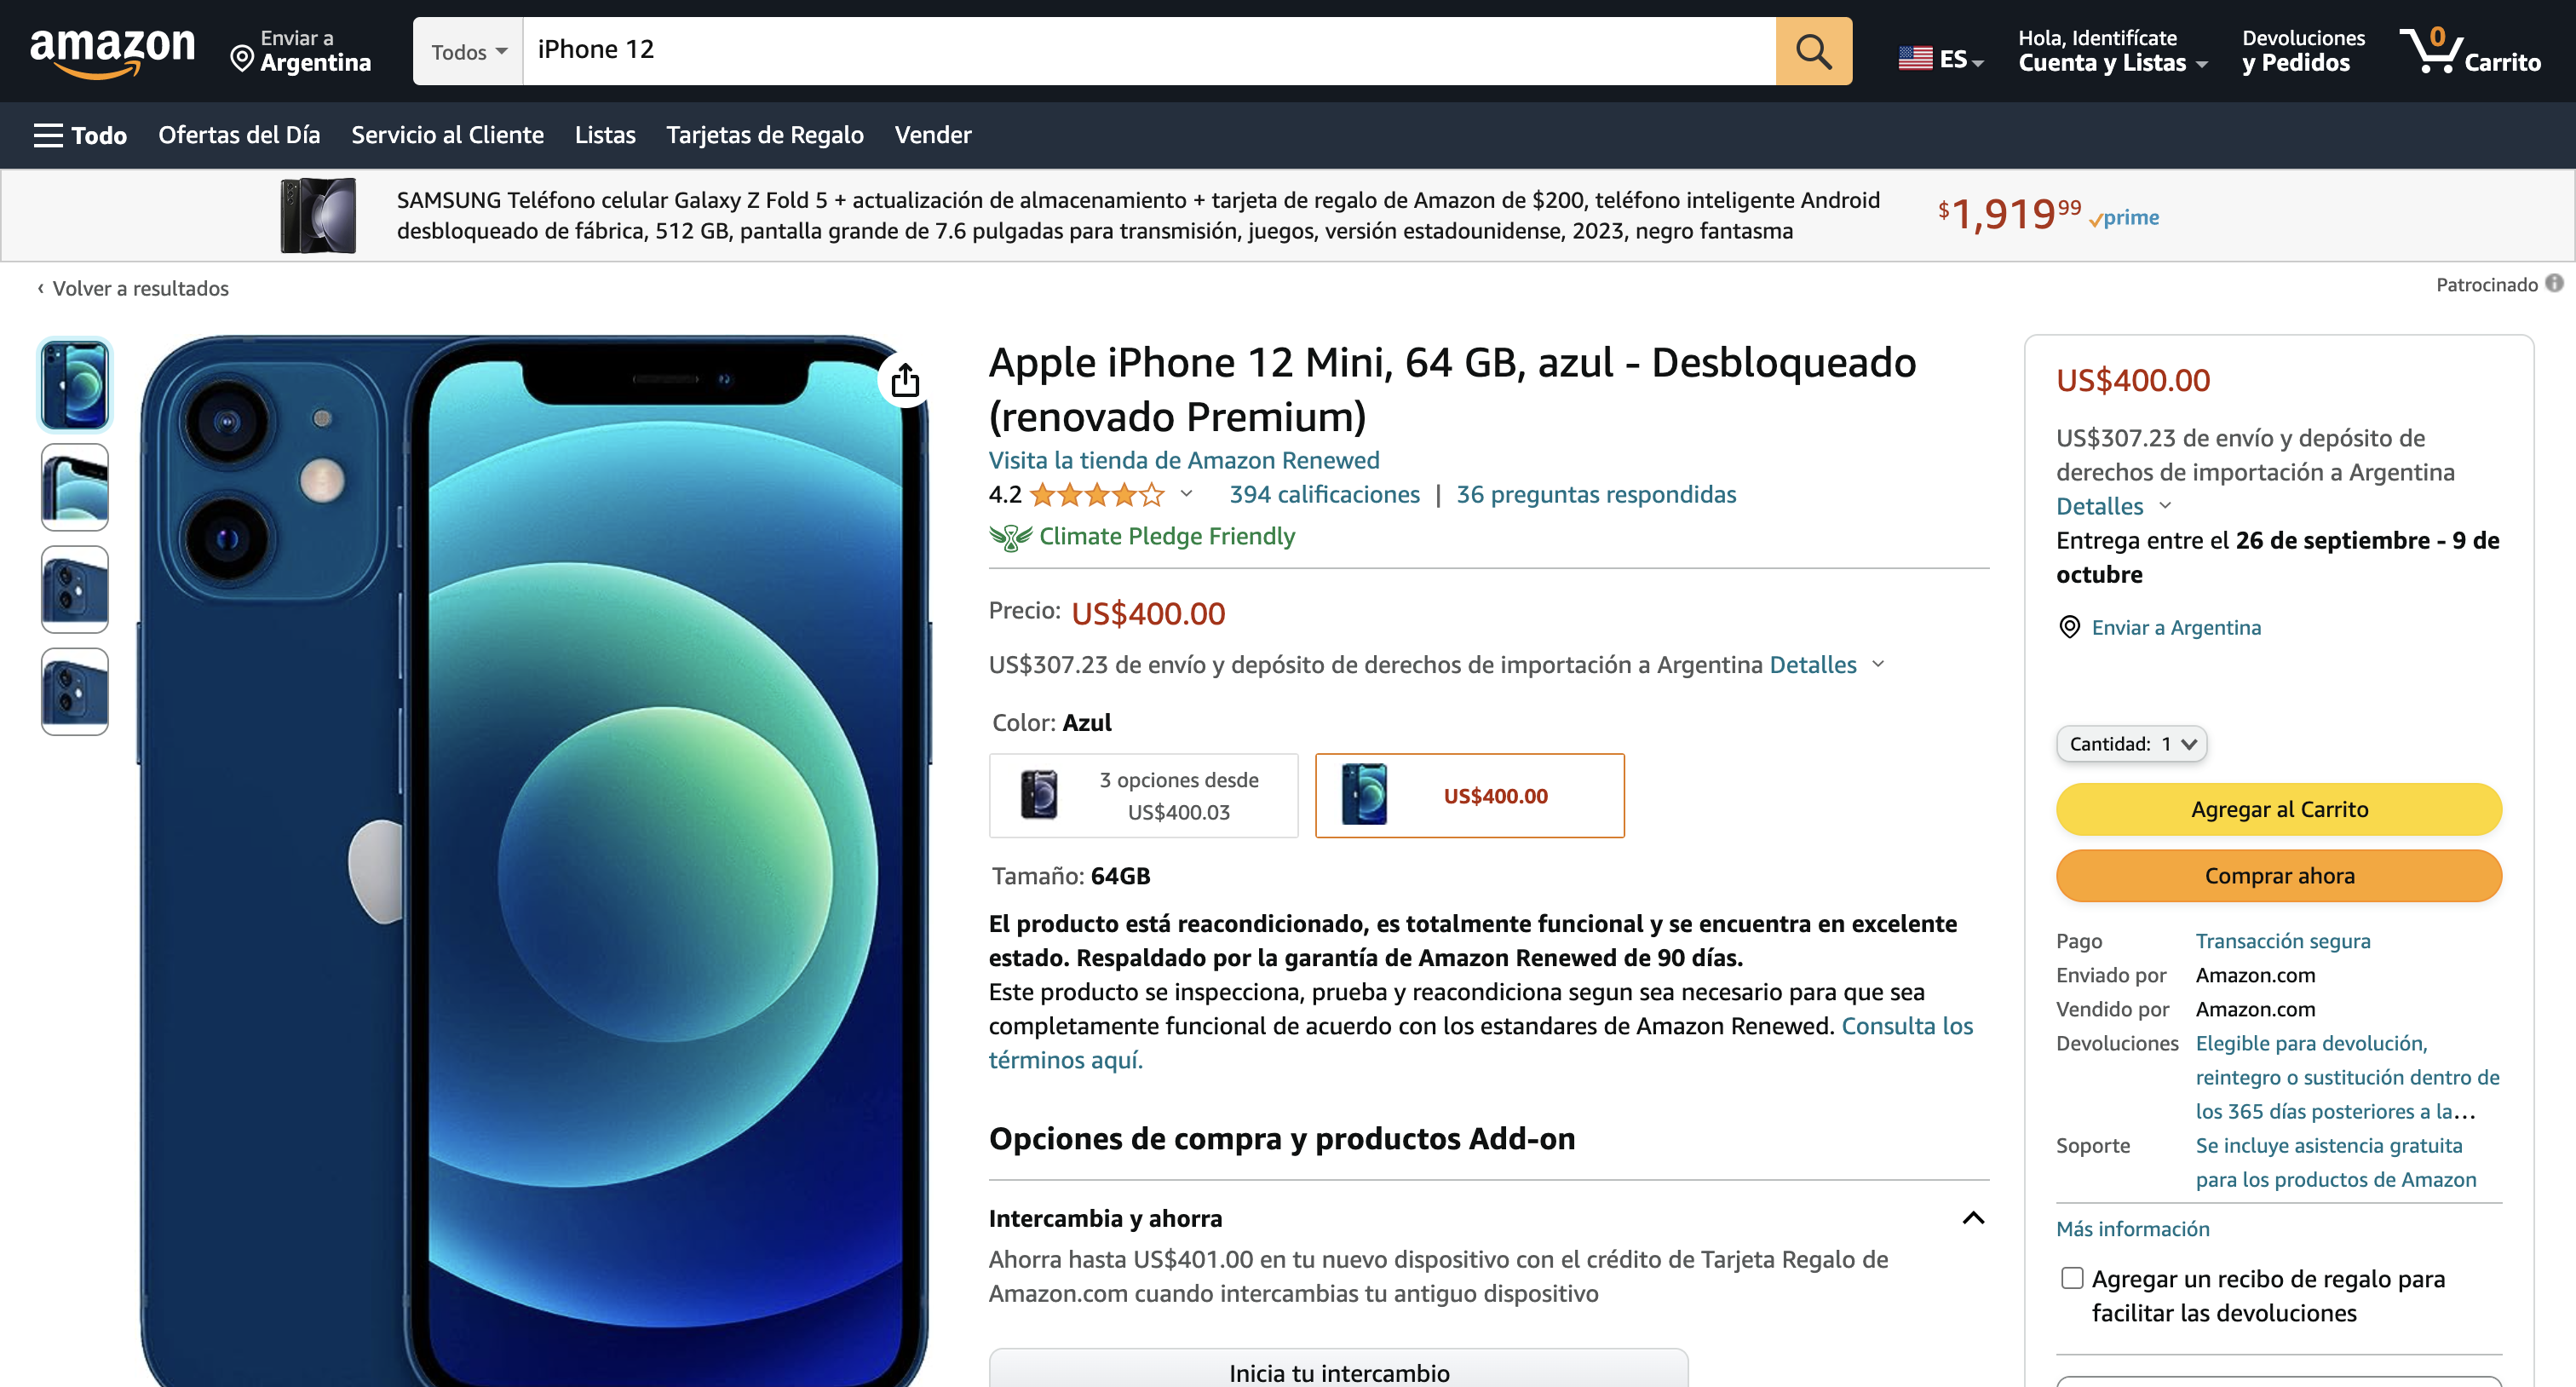 amazon
Enviar a
Argentina
Todos
iPhone 12
ES
Hola, Identifícate
Cuenta y Listas
Devoluciones
y Pedidos
0
Carrito
Todo
Ofertas del Día
Servicio al Cliente
Listas
Tarjetas de Regalo
Vender
SAMSUNG Teléfono celular Galaxy Z Fold 5 + actualización de almacenamiento + tarjeta de regalo de Amazon de $200, teléfono inteligente Android
desbloqueado de fábrica, 512 GB, pantalla grande de 7.6 pulgadas para transmisión, juegos, versión estadounidense, 2023, negro fantasma
$1,91999 prime
‹ Volver a resultados
Patrocinado
Apple iPhone 12 Mini, 64 GB, azul - Desbloqueado
(renovado Premium)
Visita la tienda de Amazon Renewed
4.2
394 calificaciones | 36 preguntas respondidas
Climate Pledge Friendly
Precio: US$400.00
US$307.23 de envío y depósito de derechos de importación a Argentina Detalles
Color: Azul
3 opciones desde
US$400.03
US$400.00
Tamaño: 64GB
El producto está reacondicionado, es totalmente funcional y se encuentra en excelente
estado. Respaldado por la garantía de Amazon Renewed de 90 días.
Este producto se inspecciona, prueba y reacondiciona segun sea necesario para que sea
completamente funcional de acuerdo con los estandares de Amazon Renewed. Consulta los
términos aquí.
Opciones de compra y productos Add-on
Intercambia y ahorra
Ahorra hasta US$401.00 en tu nuevo dispositivo con el crédito de Tarjeta Regalo de
Amazon.com cuando intercambias tu antiguo dispositivo
Inicia tu intercambio
US$400.00
US$307.23 de envío y depósito de
derechos de importación a Argentina
Detalles
Entrega entre el 26 de septiembre - 9 de
octubre
Enviar a Argentina
Cantidad: 1
Agregar al Carrito
Comprar ahora
Pago Transacción segura
Enviado por Amazon.com
Vendido por Amazon.com
Devoluciones Elegible para devolución,
reintegro o sustitución dentro de
los 365 días posteriores a la…
Soporte Se incluye asistencia gratuita
para los productos de Amazon
Más información
Agregar un recibo de regalo para
facilitar las devoluciones